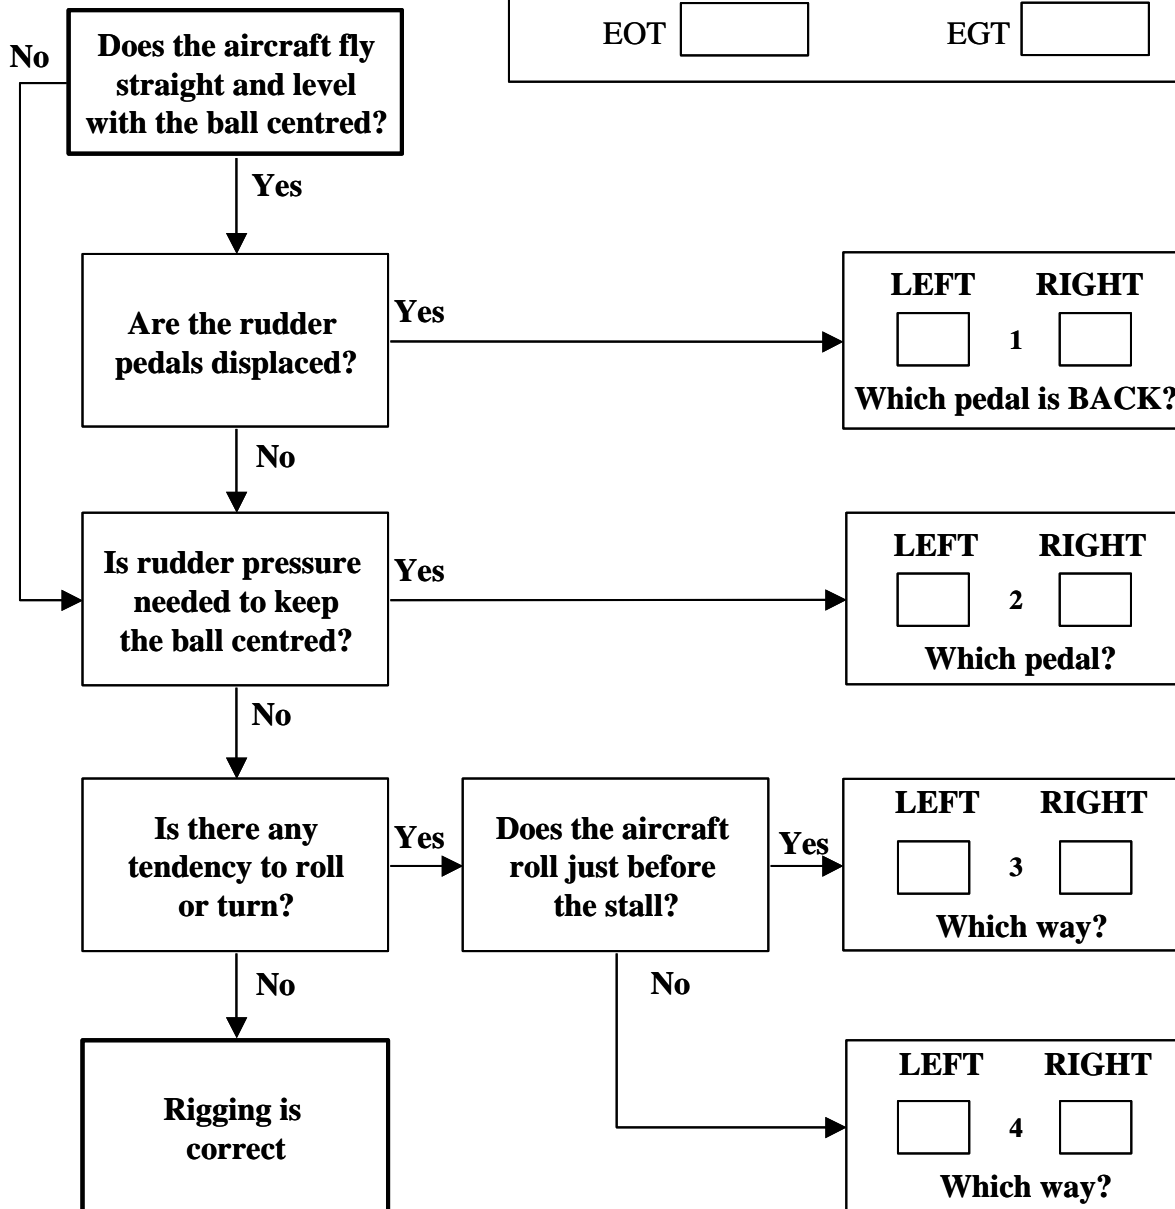 EOT EGT
No
Does the aircraft fly
straight and level
with the ball centred?
Yes
Are the rudder
pedals displaced?
Yes
LEFT RIGHT
1
Which pedal is BACK?
No
Is rudder pressure
needed to keep
the ball centred?
Yes
LEFT RIGHT
2
Which pedal?
No
Is there any
tendency to roll
or turn?
Yes
Does the aircraft
roll just before
the stall?
Yes
LEFT RIGHT
3
Which way?
No
No
Rigging is
correct
LEFT RIGHT
4
Which way?